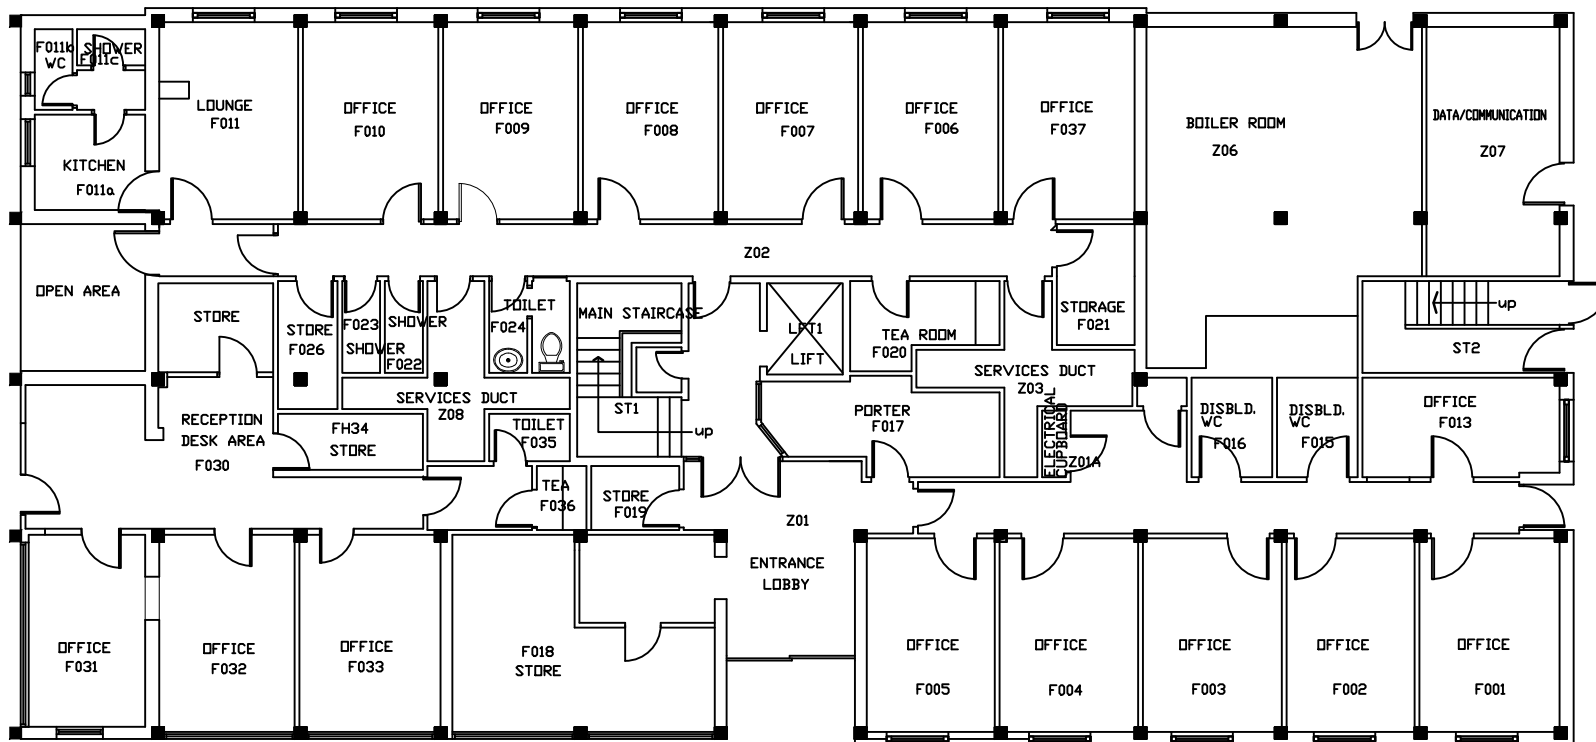 F011b
WC
SHOWER
F011c
LOUNGE
F011
OFFICE
F010
OFFICE
F009
OFFICE
F008
OFFICE
F007
OFFICE
F006
OFFICE
F037
BOILER ROOM
Z06
DATA/COMMUNICATION
Z07
KITCHEN
F011a
Z02
OPEN AREA
STORE
STORE
F026
F023
SHOWER
SHOWER
F022
TOILET
F024
MAIN STAIRCASE
LIFT1
LIFT
TEA ROOM
F020
STORAGE
F021
up
ST2
SERVICES DUCT
Z03
SERVICES DUCT
Z08
ST1
up
PORTER
F017
ELECTRICAL
CUPBOARD
Z01A
DISBLD.
WC
F016
DISBLD.
WC
F015
OFFICE
F013
RECEPTION
DESK AREA
F030
FH34
STORE
TOILET
F035
TEA
F036
STORE
F019
Z01
ENTRANCE
LOBBY
OFFICE
F031
OFFICE
F032
OFFICE
F033
F018
STORE
OFFICE
F005
OFFICE
F004
OFFICE
F003
OFFICE
F002
OFFICE
F001